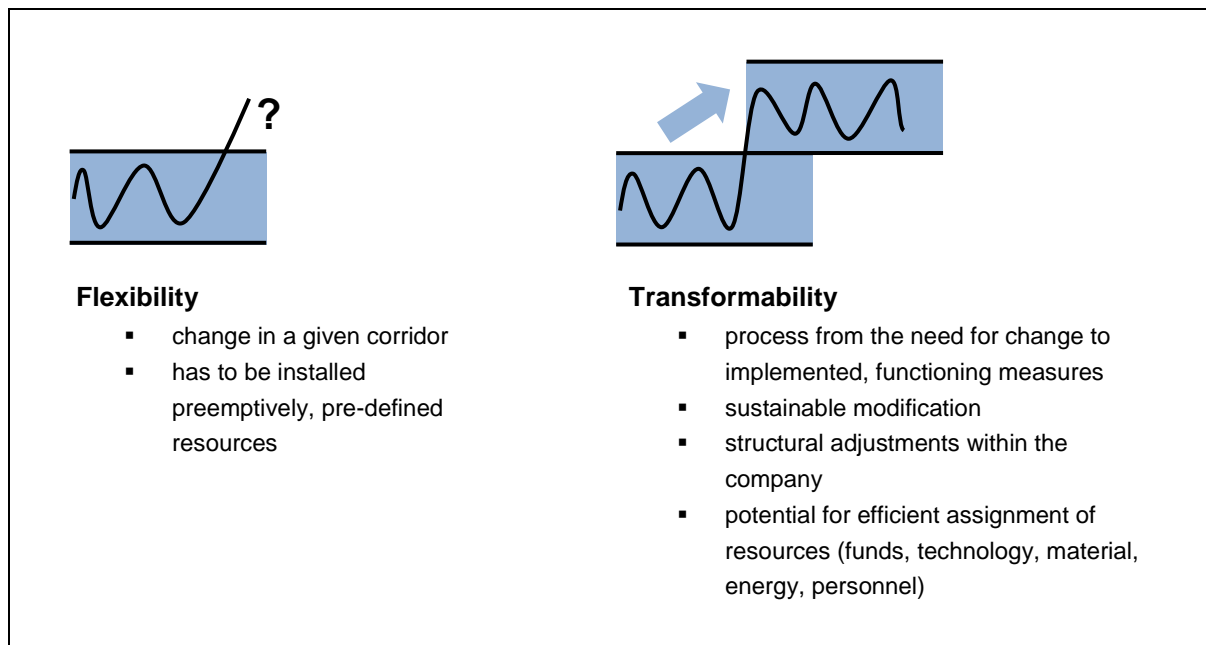 ?
Flexibility
▪ change in a given corridor
▪ has to be installed
preemptively, pre-defined
resources
Transformability
▪ process from the need for change to
implemented, functioning measures
▪ sustainable modification
▪ structural adjustments within the
company
▪ potential for efficient assignment of
resources (funds, technology, material,
energy, personnel)